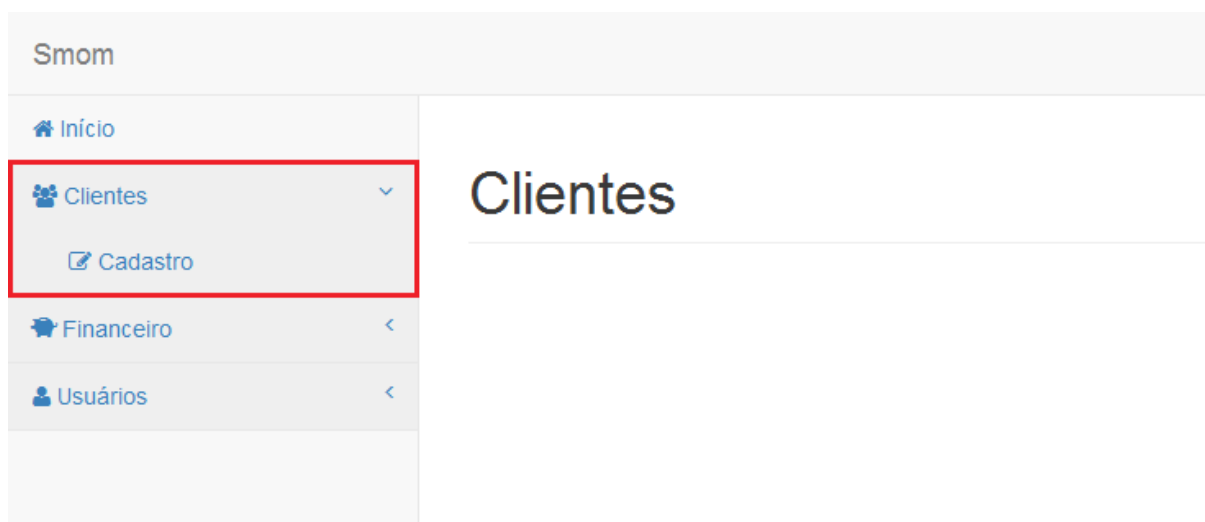 Smom
Início
Clientes
Clientes
Cadastro
Financeiro
Usuários